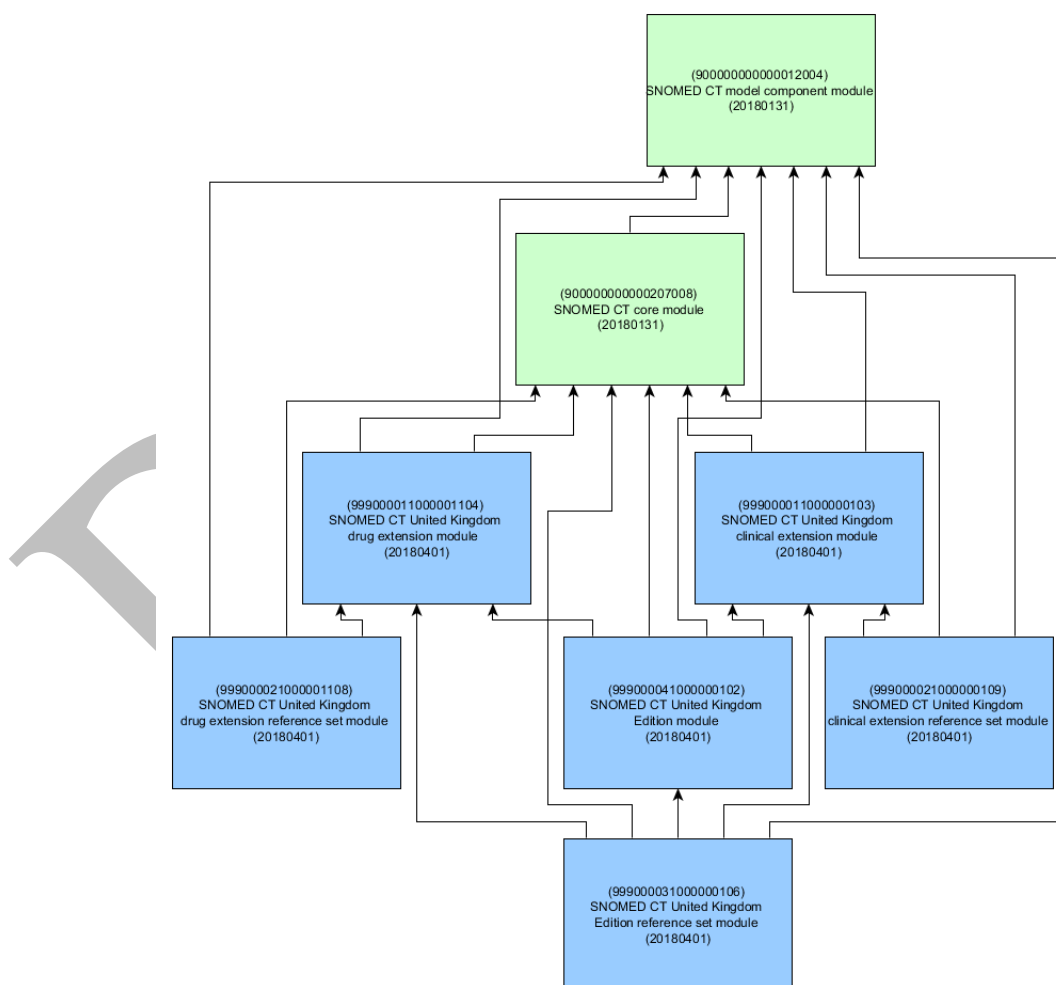 (900000000000012004)
SNOMED CT model component module
(20180131)
(900000000000207008)
SNOMED CT core module
(20180131)
(999000011000001104)
SNOMED CT United Kingdom
drug extension module
(20180401)
(999000011000000103)
SNOMED CT United Kingdom
clinical extension module
(20180401)
(999000021000001108)
SNOMED CT United Kingdom
drug extension reference set module
(20180401)
(999000041000000102)
SNOMED CT United Kingdom
Edition module
(20180401)
(999000021000000109)
SNOMED CT United Kingdom
clinical extension reference set module
(20180401)
(999000031000000106)
SNOMED CT United Kingdom
Edition reference set module
(20180401)